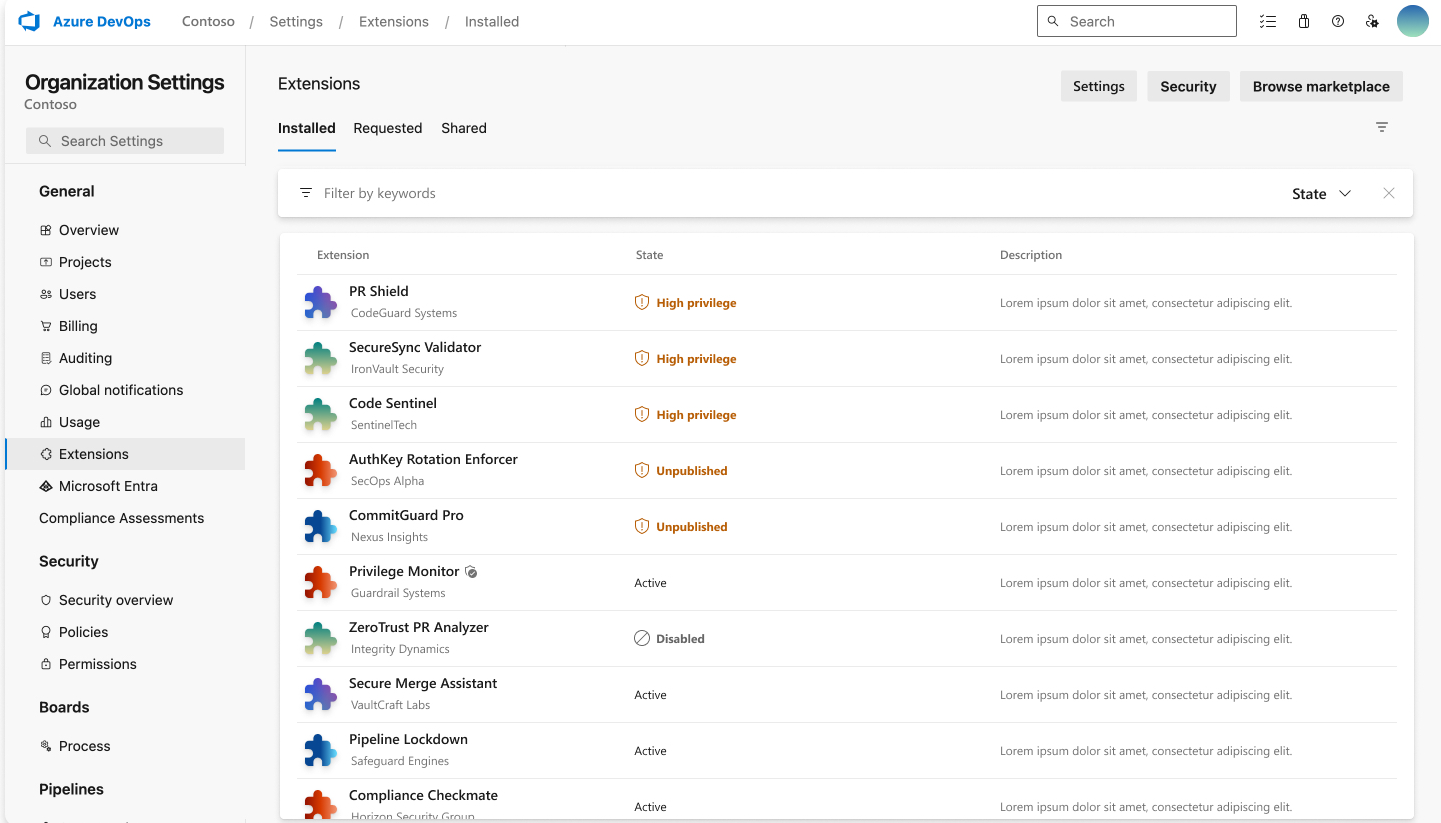 Azure DevOps Contoso / Settings / Extensions / Installed Search
Organization Settings
Contoso
Search Settings
General
Overview
Projects
Users
Billing
Auditing
Global notifications
Usage
Extensions
Microsoft Entra
Compliance Assessments
Security
Security overview
Policies
Permissions
Boards
Process
Pipelines
Extensions
Settings Security Browse marketplace
Installed Requested Shared
Filter by keywords State
Extension State Description
PR Shield
CodeGuard Systems
High privilege
Lorem ipsum dolor sit amet, consectetur adipiscing elit.
SecureSync Validator
IronVault Security
High privilege
Lorem ipsum dolor sit amet, consectetur adipiscing elit.
Code Sentinel
SentinelTech
High privilege
Lorem ipsum dolor sit amet, consectetur adipiscing elit.
AuthKey Rotation Enforcer
SecOps Alpha
Unpublished
Lorem ipsum dolor sit amet, consectetur adipiscing elit.
CommitGuard Pro
Nexus Insights
Unpublished
Lorem ipsum dolor sit amet, consectetur adipiscing elit.
Privilege Monitor
Guardrail Systems
Active
Lorem ipsum dolor sit amet, consectetur adipiscing elit.
ZeroTrust PR Analyzer
Integrity Dynamics
Disabled
Lorem ipsum dolor sit amet, consectetur adipiscing elit.
Secure Merge Assistant
VaultCraft Labs
Active
Lorem ipsum dolor sit amet, consectetur adipiscing elit.
Pipeline Lockdown
Safeguard Engines
Active
Lorem ipsum dolor sit amet, consectetur adipiscing elit.
Compliance Checkmate
Horizon Security Group
Active
Lorem ipsum dolor sit amet, consectetur adipiscing elit.